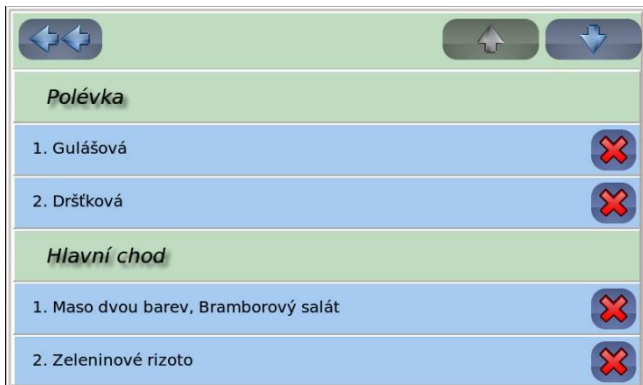 Polévka
1. Gulášová
2. Dršťková
Hlavní chod
1. Maso dvou barev, Bramborový salát
2. Zeleninové rizoto